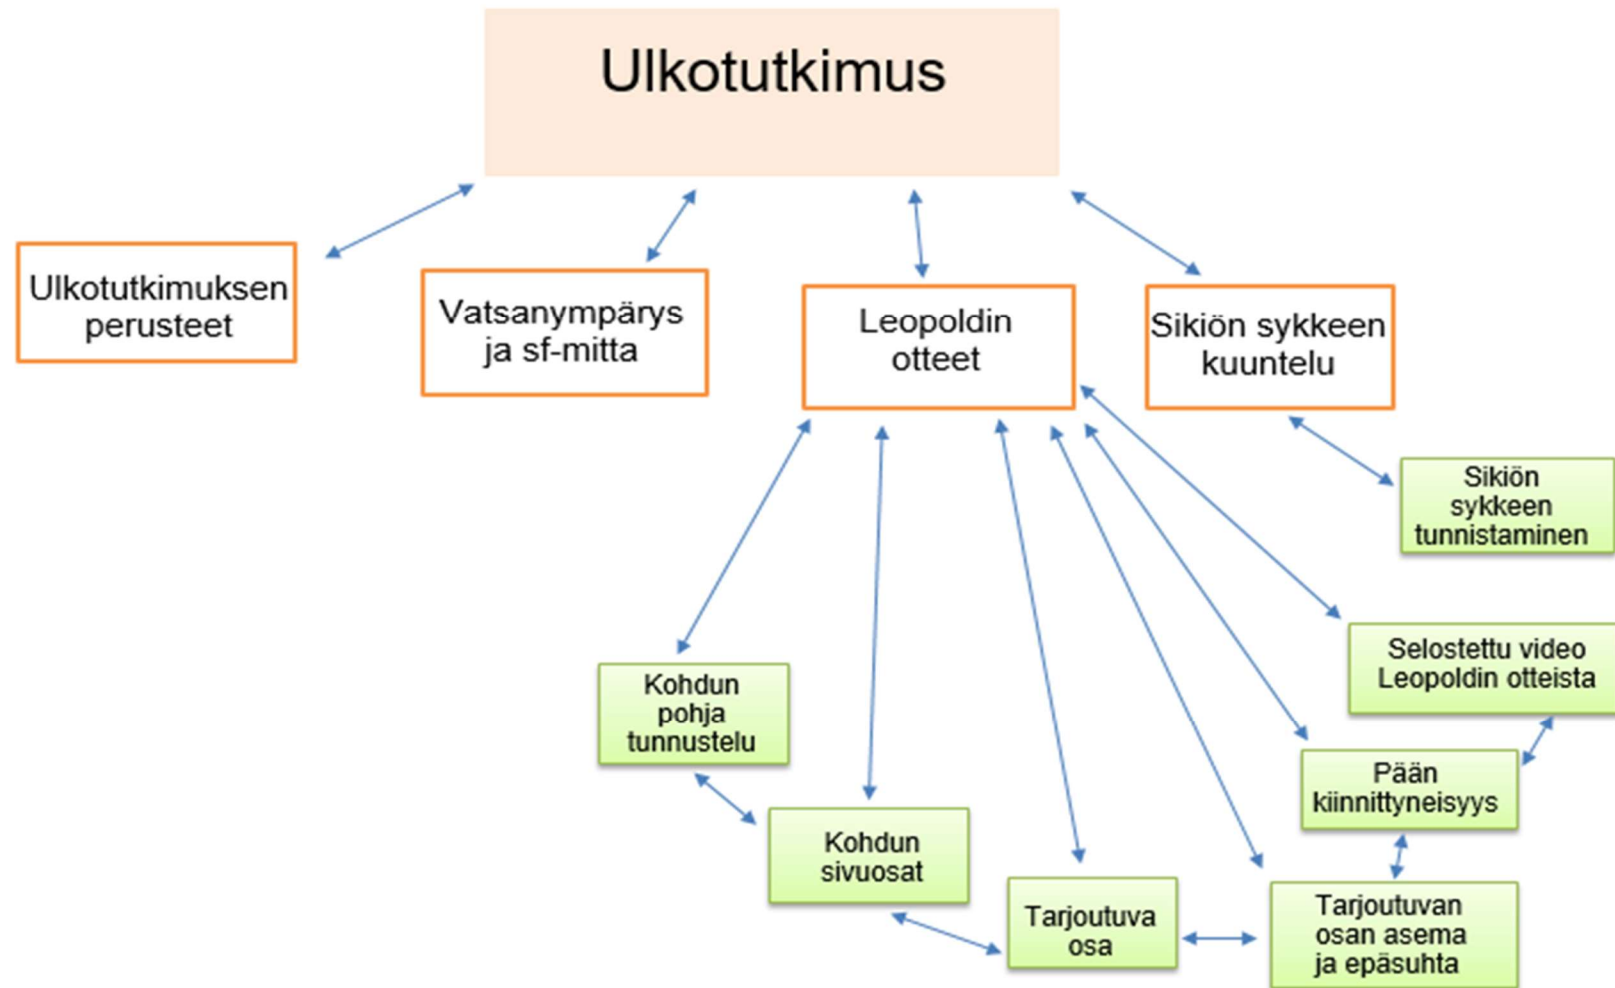 Ulkotutkimus
Ulkotutkimuksen
perusteet
Vatsanympärys
ja sf-mitta
Leopoldin
otteet
Sikiön sykkeen
kuuntelu
Sikiön
sykkeen
tunnistaminen
Selostettu video
Leopoldin otteista
Kohdun
pohja
tunnustelu
Pään
kiinnittyneisyys
Kohdun
sivuosat
Tarjoutuva
osa
Tarjoutuvan
osan asema
ja epäsuhta